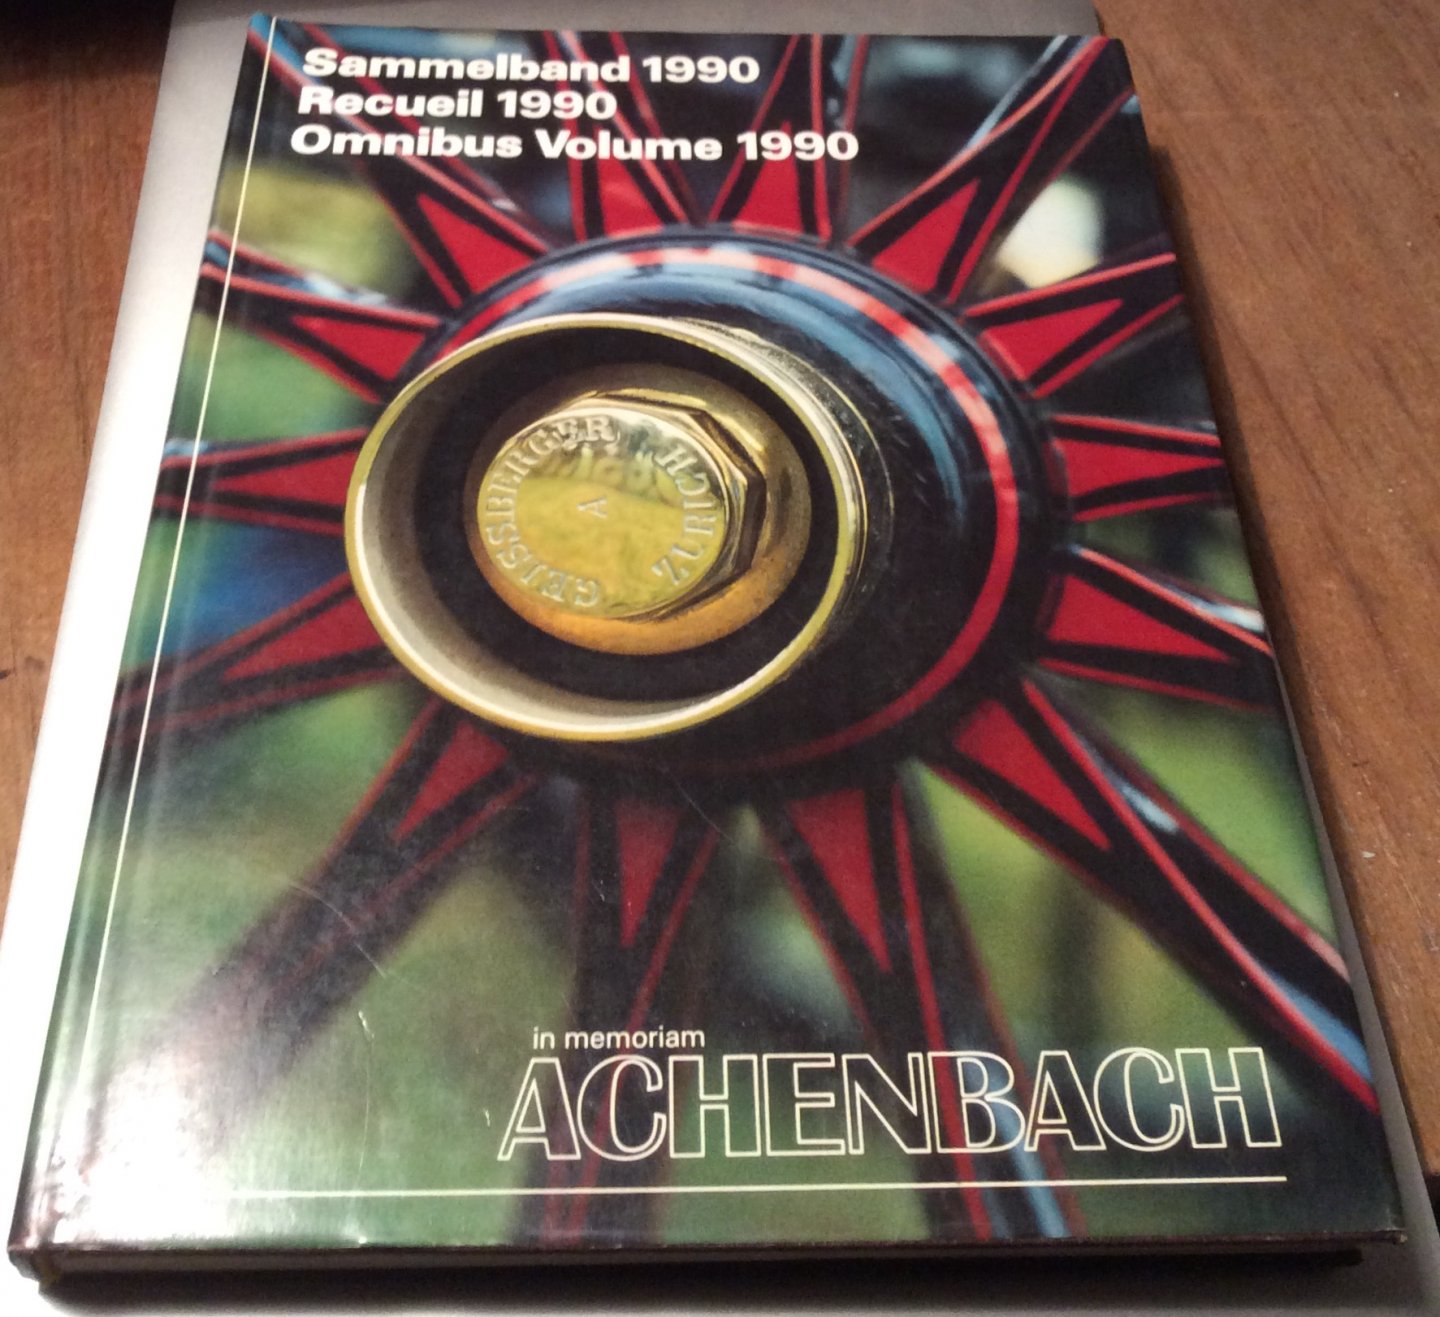 Sammelband 1990
Recueil 1990
Omnibus Volume 1990
GEISSBERGER ZURICH
A
in memoriam
ACHENBACH